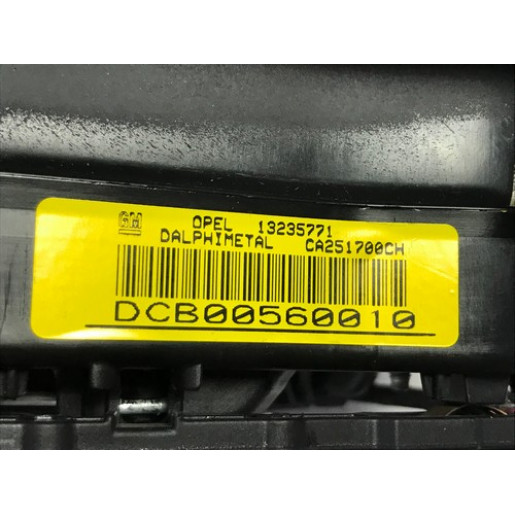 GM OPEL 13235771
DALPHIMETAL CA251700CH
DCB00560010